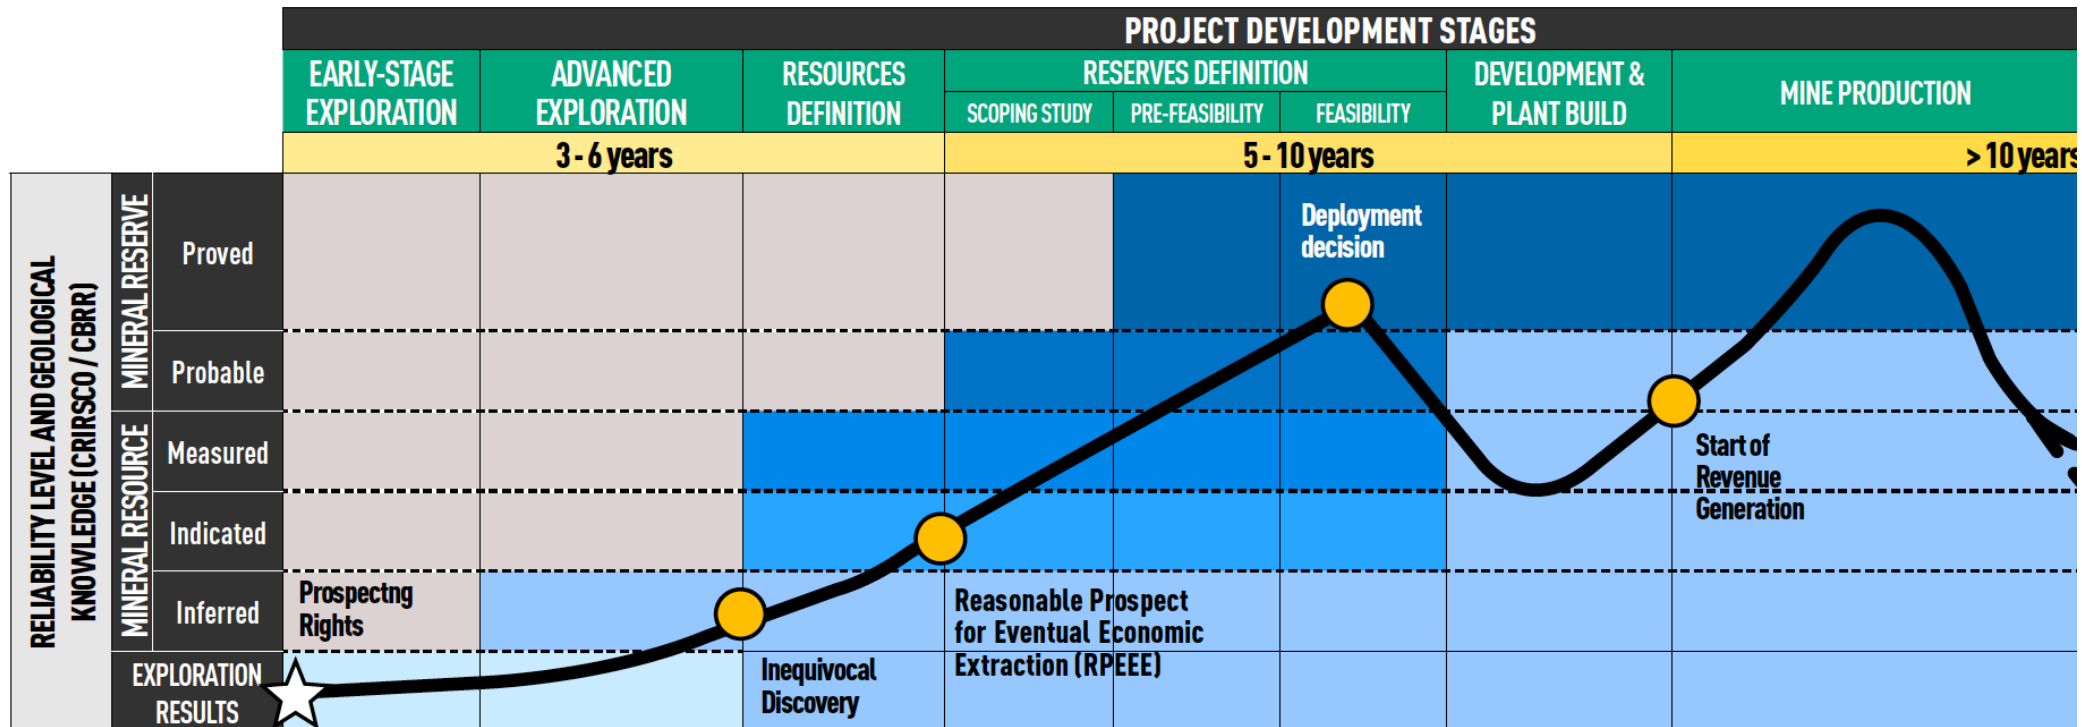 PROJECT DEVELOPMENT STAGES
EARLY-STAGE
EXPLORATION
ADVANCED
EXPLORATION
RESOURCES
DEFINITION
RESERVES DEFINITION
SCOPING STUDY
PRE-FEASIBILITY
FEASIBILITY
DEVELOPMENT &
PLANT BUILD
MINE PRODUCTION
3 - 6 years
5 - 10 years
> 10 years
RELIABILITY LEVEL AND GEOLOGICAL
KNOWLEDGE (CRIRSCO / CBRR)
MINERAL RESERVE
Proved
Probable
MINERAL RESOURCE
Measured
Indicated
Inferred
EXPLORATION
RESULTS
Prospectng
Rights
Inequivocal
Discovery
Reasonable Prospect
for Eventual Economic
Extraction (RPEEE)
Deployment
decision
Start of
Revenue
Generation